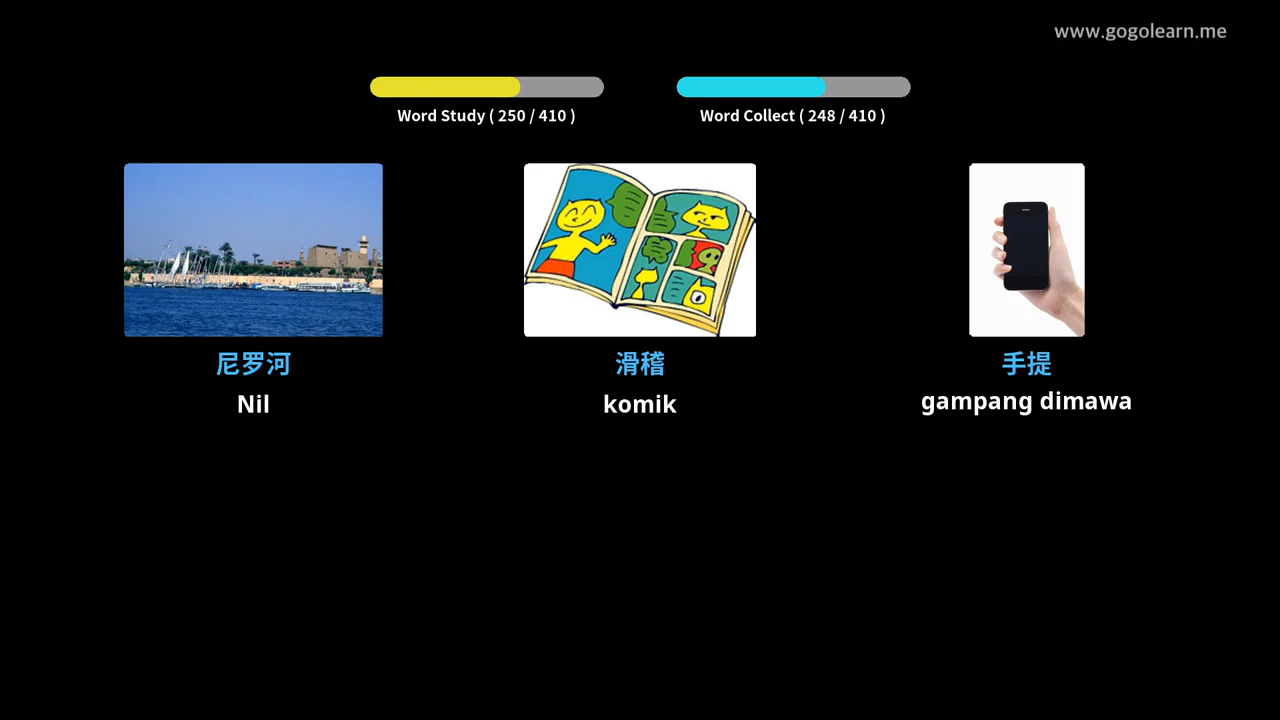 www.gogolearn.me
Word Study ( 250 / 410 )
Word Collect ( 248 / 410 )
尼罗河
滑稽
手提
Nil
komik
gampang dimawa